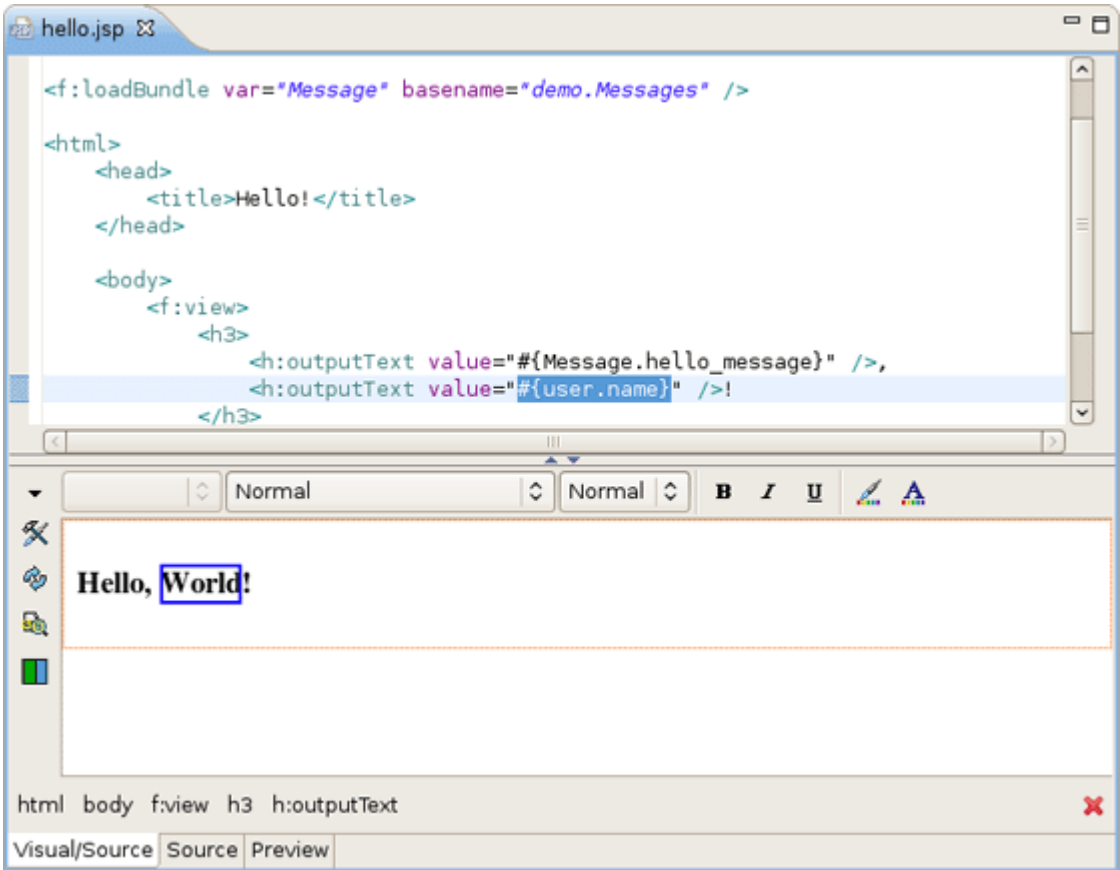 hello.jsp
<f:loadBundle var="Message" basename="demo.Messages" />
<html>
<head>
<title>Hello!</title>
</head>
<body>
<f:view>
<h3>
<h:outputText value="#{Message.hello_message}" />,
<h:outputText value="#{user.name}" />!
</h3>
Normal Normal B I U A
Hello, World!
html body f:view h3 h:outputText
Visual/Source Source Preview